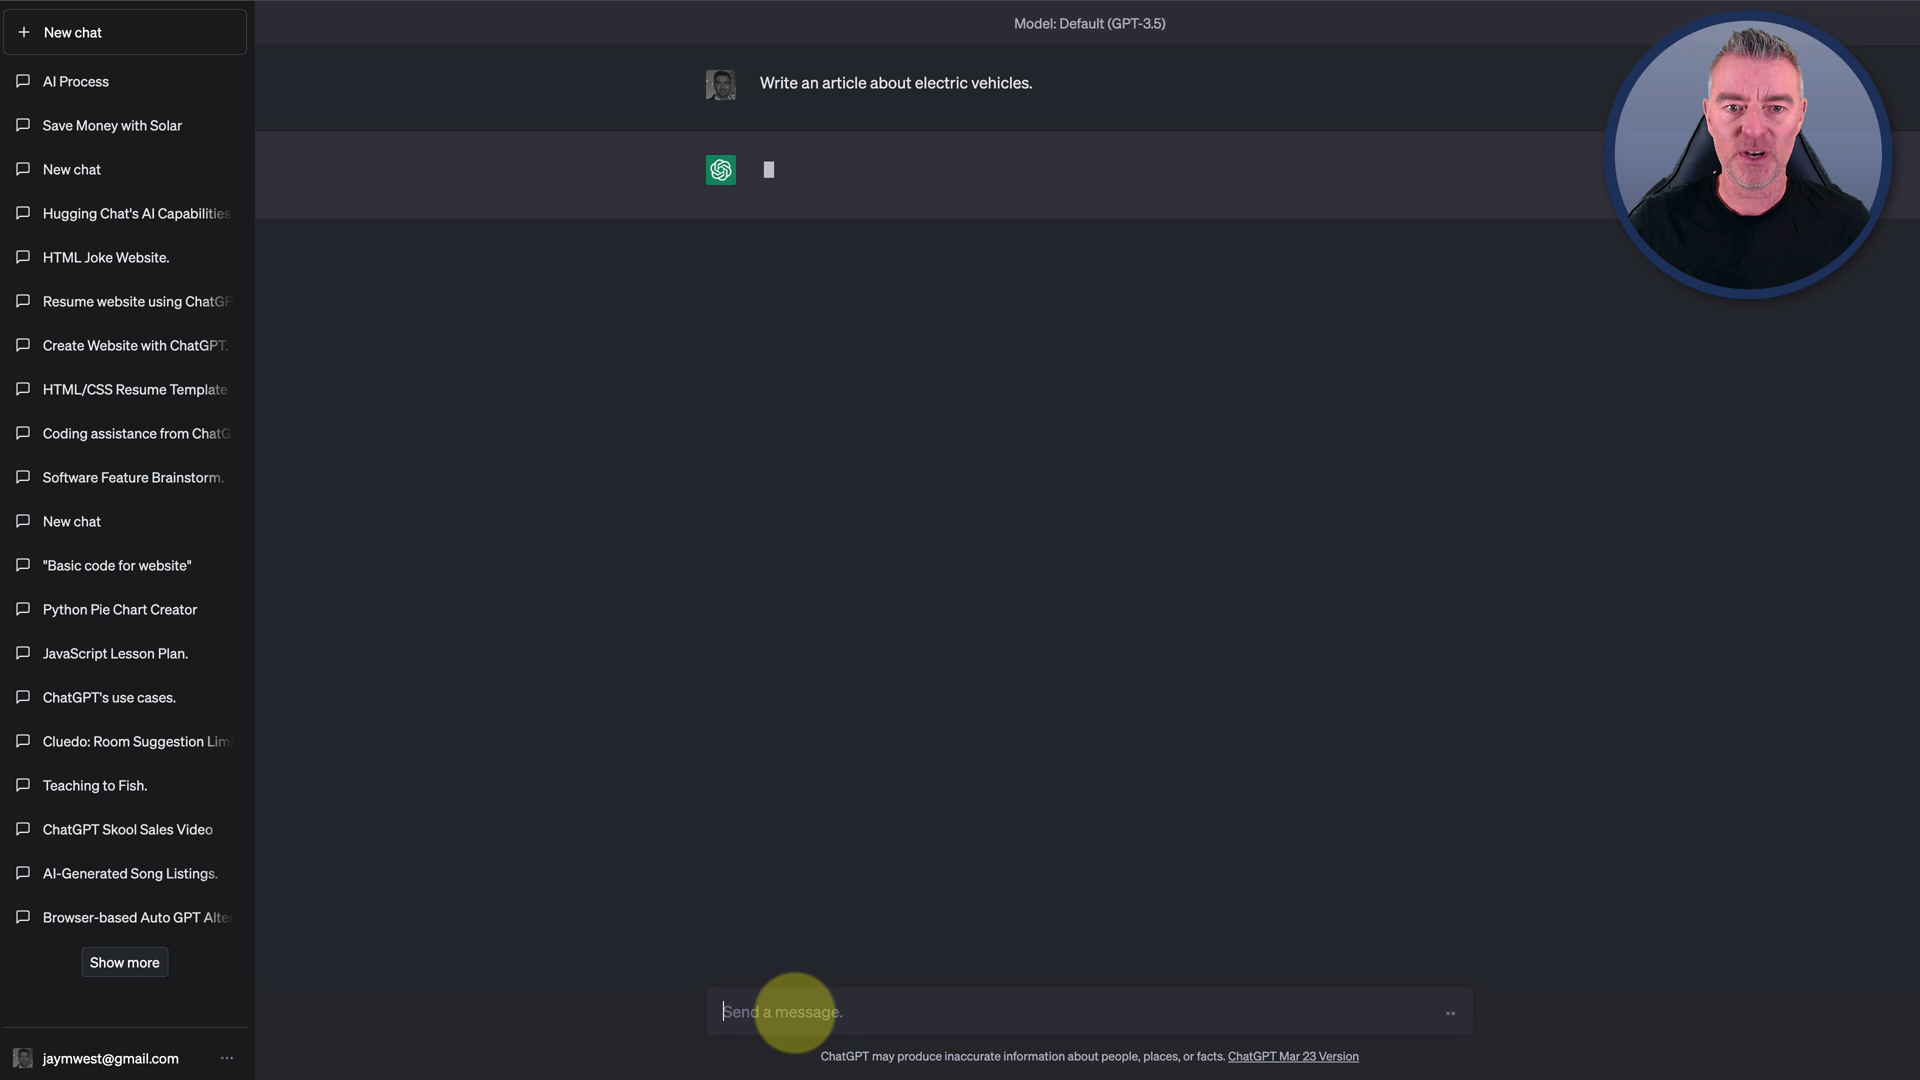 New chat
AI Process
Save Money with Solar
New chat
Hugging Chat's AI Capabilities.
HTML Joke Website.
Resume website using ChatGP
Create Website with ChatGPT.
HTML/CSS Resume Template
Coding assistance from ChatG
Software Feature Brainstorm.
New chat
"Basic code for website"
Python Pie Chart Creator
JavaScript Lesson Plan.
ChatGPT's use cases.
Cluedo: Room Suggestion Lim
Teaching to Fish.
ChatGPT Skool Sales Video
AI-Generated Song Listings.
Browser-based Auto GPT Alter
Show more
jaymwest@gmail.com
Model: Default (GPT-3.5)
Write an article about electric vehicles.
Send a message.
ChatGPT may produce inaccurate information about people, places, or facts. ChatGPT Mar 23 Version